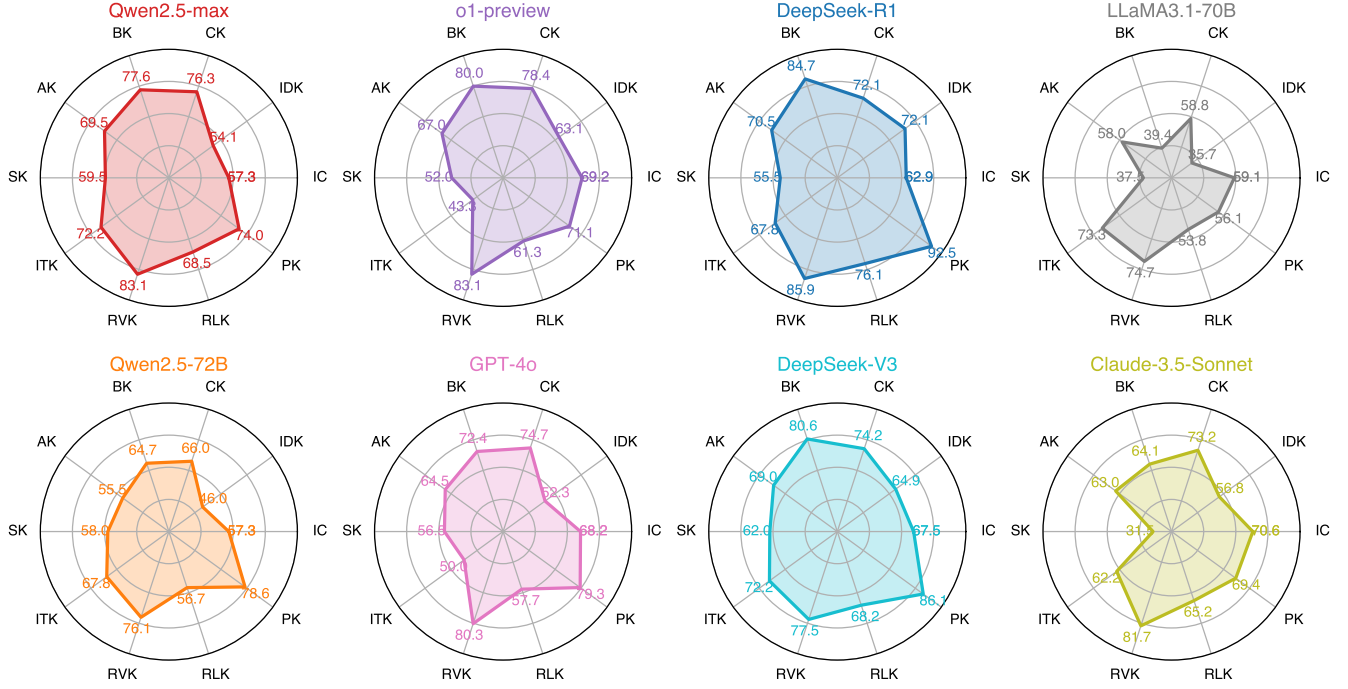 Qwen2.5-max
BK CK
77.6 76.3
AK IDK
69.5 54.1
SK 59.5 57.3 IC
72.2 74.0
ITK 68.5 PK
83.1
RVK RLK
o1-preview
BK CK
80.0 78.4
AK IDK
67.0 63.1
SK 52.0 69.2 IC
43.3 71.1
ITK 61.3 PK
83.1
RVK RLK
DeepSeek-R1
BK CK
84.7 72.1
AK IDK
70.5 72.1
SK 55.5 62.9 IC
67.8 92.5
ITK 76.1 PK
85.9
RVK RLK
LLaMA3.1-70B
BK CK
39.4 58.8
AK IDK
58.0 35.7
SK 59.1 IC
73.3 56.1
ITK 53.8 PK
74.7
RVK RLK
Qwen2.5-72B
BK CK
64.7 66.0
AK IDK
55.5 46.0
SK 58.0 57.3 IC
67.8 78.6
ITK 56.7 PK
76.1
RVK RLK
GPT-4o
BK CK
72.4 74.7
AK IDK
64.5 52.3
SK 68.2 IC
50.0 79.3
ITK 57.7 PK
80.3
RVK RLK
DeepSeek-V3
BK CK
80.6 74.2
AK IDK
69.0 64.9
SK 62.0 67.5 IC
72.2 86.1
ITK 68.2 PK
77.5
RVK RLK
Claude-3.5-Sonnet
BK CK
64.1 73.2
AK IDK
63.0 56.8
SK 70.6 IC
62.2 69.4
ITK 65.2 PK
81.7
RVK RLK